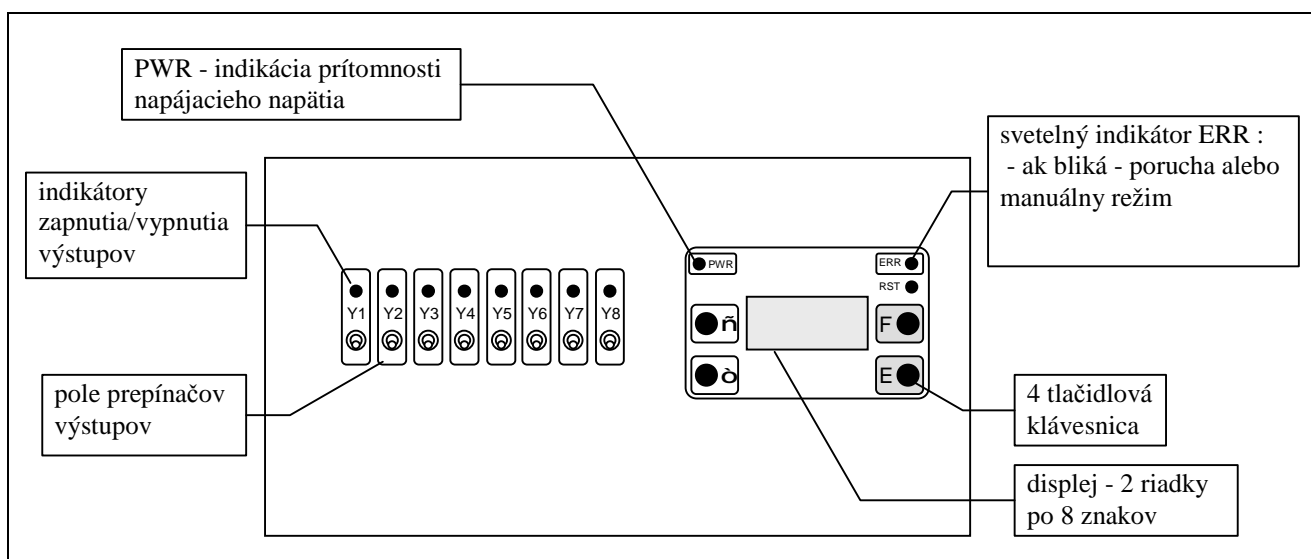 PWR - indikácia prítomnosti
napájacieho napätia
svetelný indikátor ERR :
- ak bliká - porucha alebo
manuálny režim
indikátory
zapnutia/vypnutia
výstupov
PWR
ERR
RST
Y1 Y2 Y3 Y4 Y5 Y6 Y7 Y8
ñ
F
ò
E
pole prepínačov
výstupov
4 tlačidlová
klávesnica
displej - 2 riadky
po 8 znakov